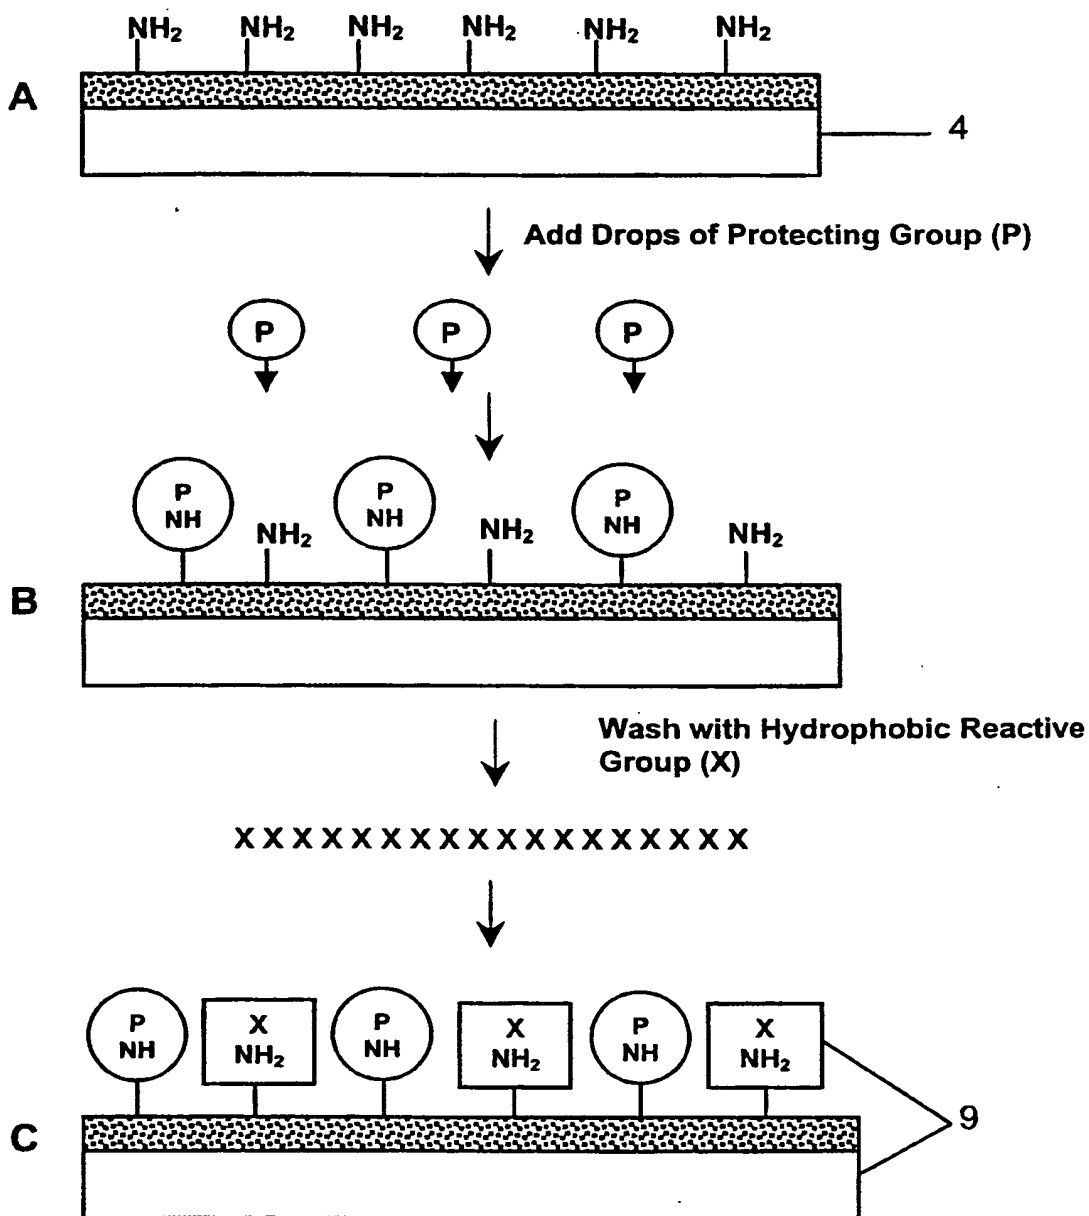 NH₂ NH₂ NH₂ NH₂ NH₂ NH₂
A
4
Add Drops of Protecting Group (P)
P P P
P P P
NH NH₂ NH NH₂ NH NH₂
B
Wash with Hydrophobic Reactive
Group (X)
X X X X X X X X X X X X X X X X X X
P X P X P X
NH NH₂ NH NH₂ NH NH₂
9
C